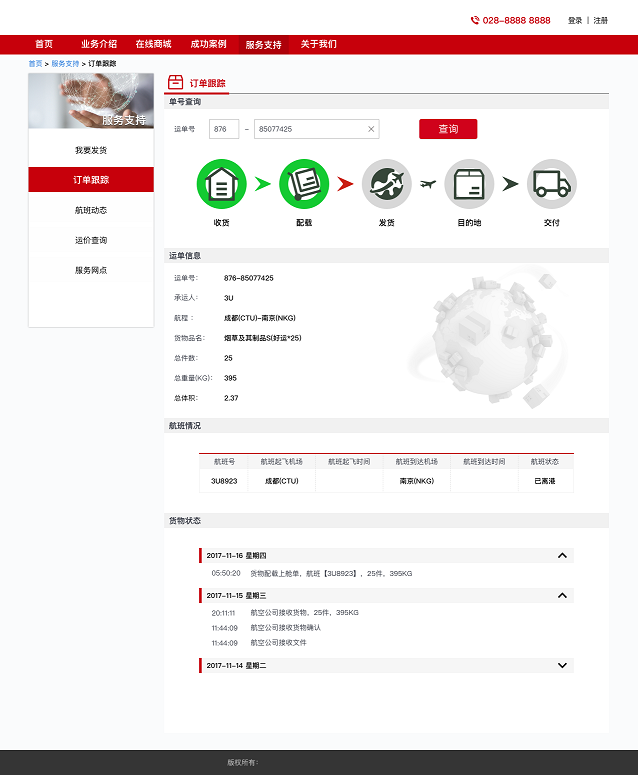 028-8888 8888 登录 | 注册
首页 业务介绍 在线商城 成功案例 服务支持 关于我们
首页 > 服务支持 > 订单跟踪
服务支持
我要发货
订单跟踪
航班动态
运价查询
服务网点
订单跟踪
单号查询
运单号 876 - 85077425 查询
收货 配载 发货 目的地 交付
运单信息
运单号: 876-85077425
承运人: 3U
航程 : 成都(CTU)-南京(NKG)
货物品名: 烟草及其制品S(好运*25)
总件数: 25
总重量(KG): 395
总体积: 2.37
航班情况
航班号 航班起飞机场 航班起飞时间 航班到达机场 航班到达时间 航班状态
3U8923 成都(CTU) 南京(NKG) 已离港
货物状态
2017-11-16 星期四
05:50:20 货物配载上舱单，航班【3U8923】，25件，395KG
2017-11-15 星期三
20:11:11 航空公司接收货物，25件，395KG
11:44:09 航空公司接收货物确认
11:44:09 航空公司接收文件
2017-11-14 星期二
版权所有: